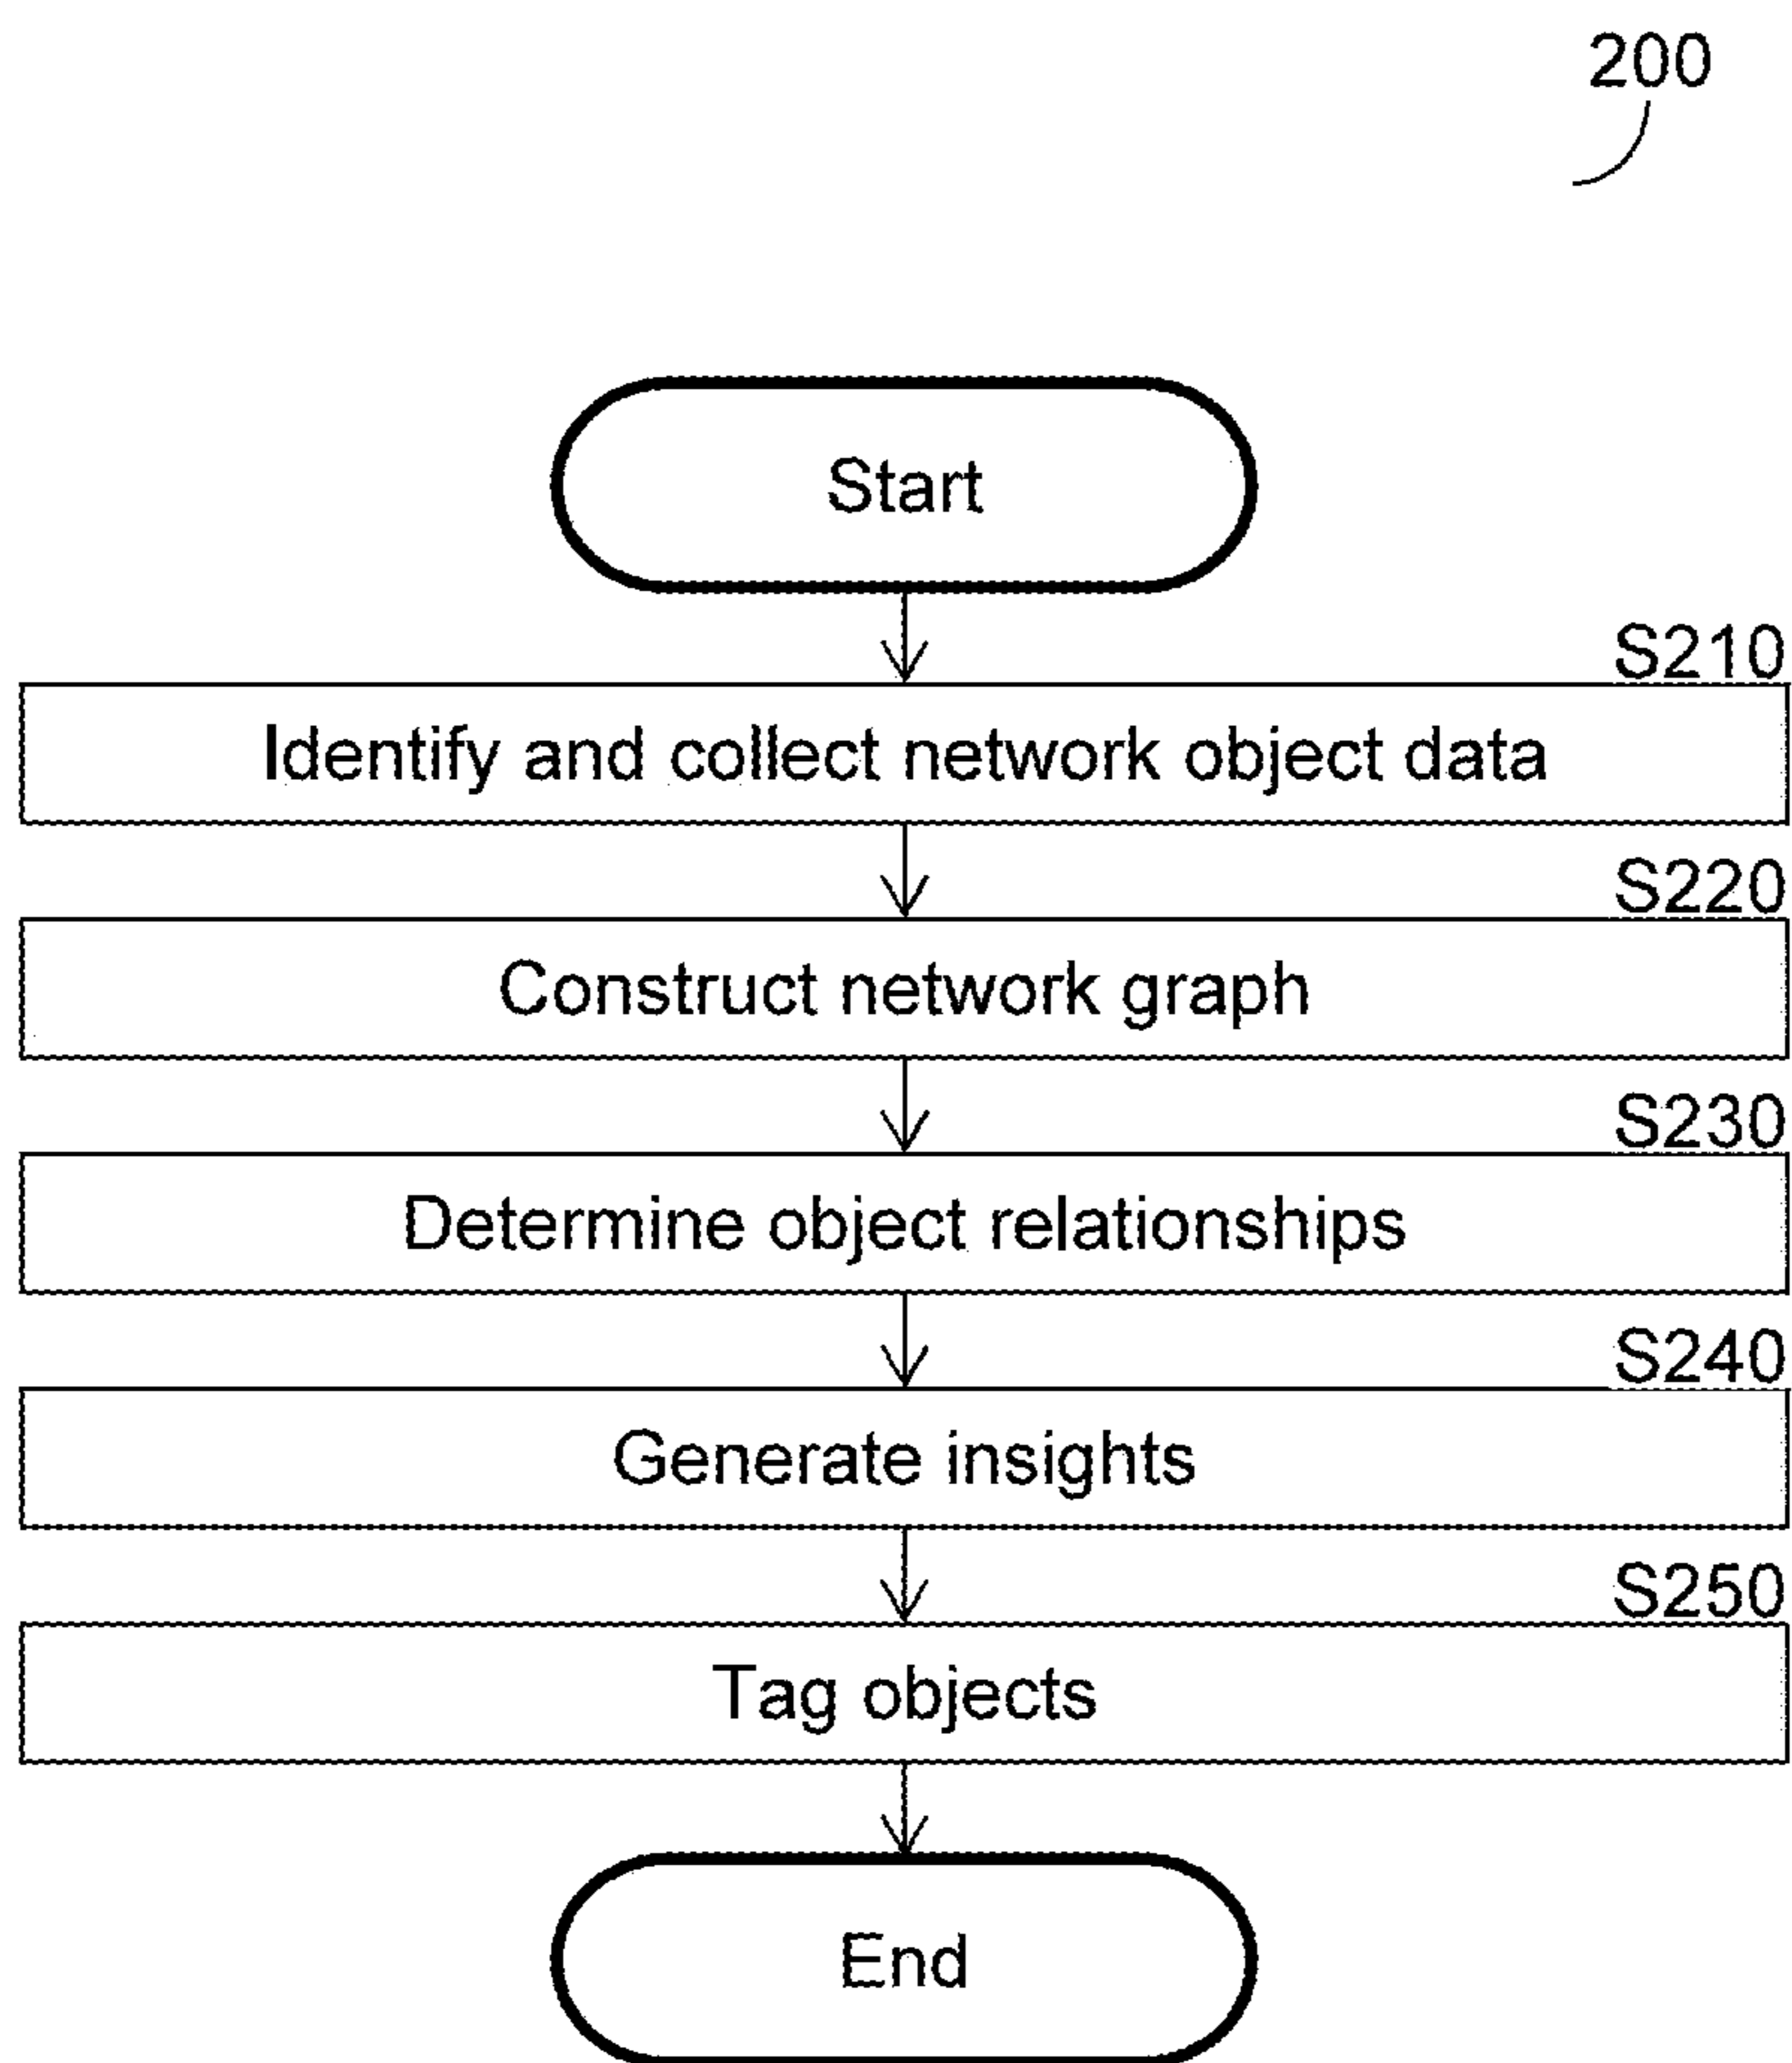 200
Start
S210
Identify and collect network object data
S220
Construct network graph
S230
Determine object relationships
S240
Generate insights
S250
Tag objects
End